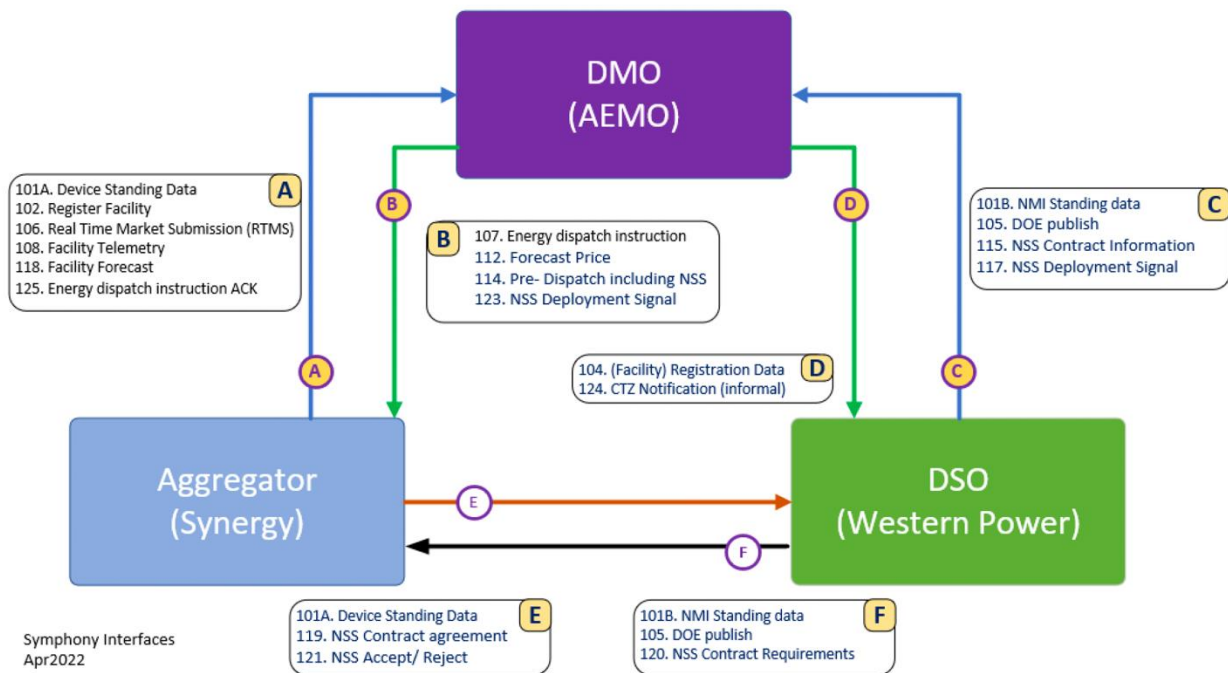 DMO
(AEMO)
A
101A. Device Standing Data
102. Register Facility
106. Real Time Market Submission (RTMS)
108. Facility Telemetry
118. Facility Forecast
125. Energy dispatch instruction ACK
B
D
B
107. Energy dispatch instruction
112. Forecast Price
114. Pre- Dispatch including NSS
123. NSS Deployment Signal
C
101B. NMI Standing data
105. DOE publish
115. NSS Contract Information
117. NSS Deployment Signal
D
104. (Facility) Registration Data
124. CTZ Notification (informal)
A
C
Aggregator
(Synergy)
DSO
(Western Power)
E
F
E
101A. Device Standing Data
119. NSS Contract agreement
121. NSS Accept/ Reject
F
101B. NMI Standing data
105. DOE publish
120. NSS Contract Requirements
Symphony Interfaces
Apr2022